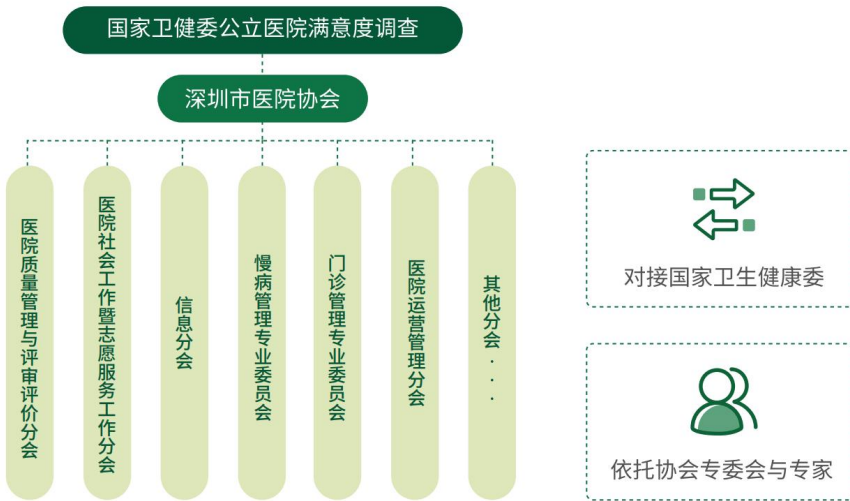 国家卫健委公立医院满意度调查
深圳市医院协会
医院质量管理与评审评价分会
医院社会工作暨志愿服务工作分会
信息分会
慢病管理专业委员会
门诊管理专业委员会
医院运营管理分会
其他分会···
对接国家卫生健康委
依托协会专委会与专家